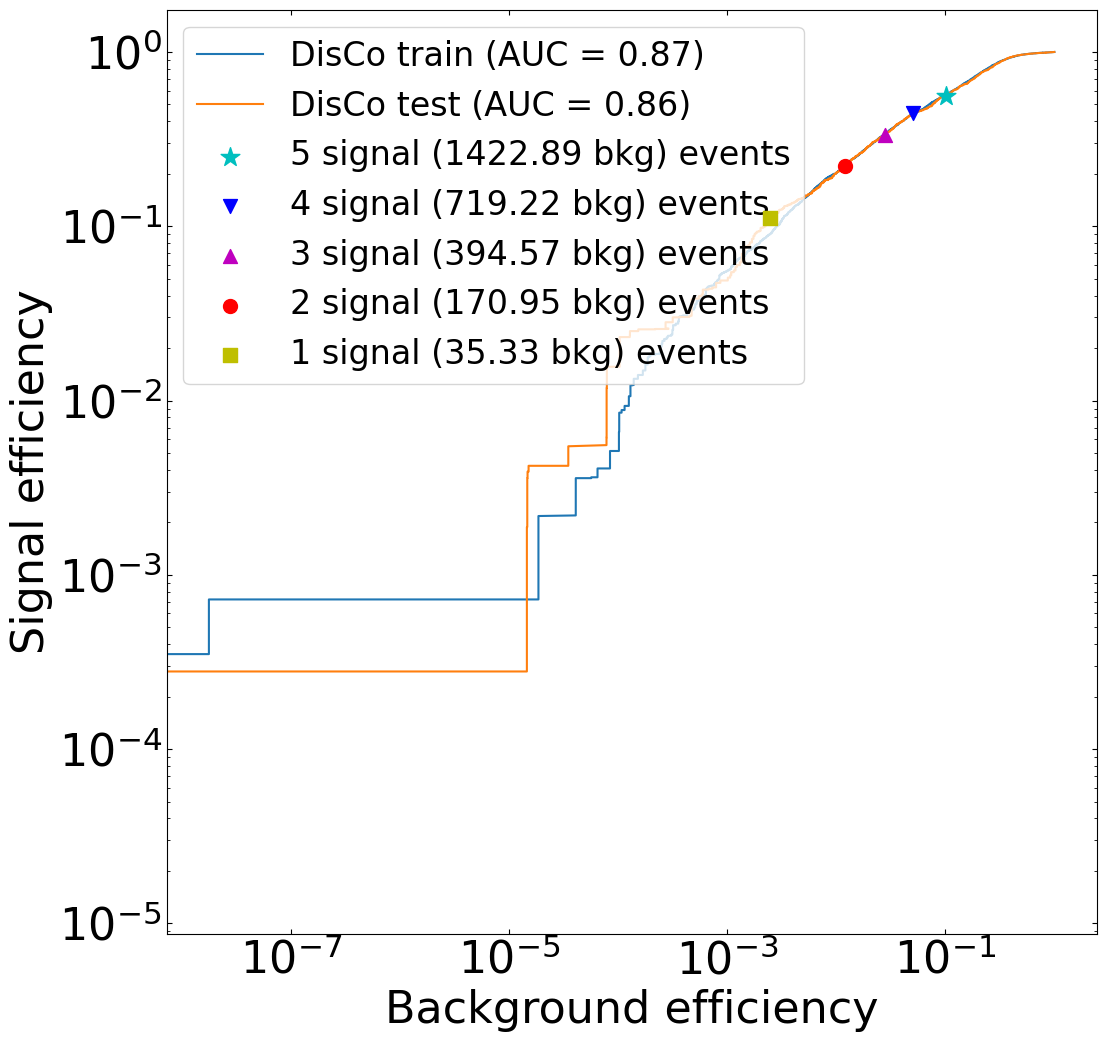 DisCo train (AUC = 0.87)
DisCo test (AUC = 0.86)
5 signal (1422.89 bkg) events
4 signal (719.22 bkg) events
3 signal (394.57 bkg) events
2 signal (170.95 bkg) events
1 signal (35.33 bkg) events
10⁰
10⁻¹
10⁻²
10⁻³
10⁻⁴
10⁻⁵
Signal efficiency
10⁻⁷ 10⁻⁵ 10⁻³ 10⁻¹
Background efficiency